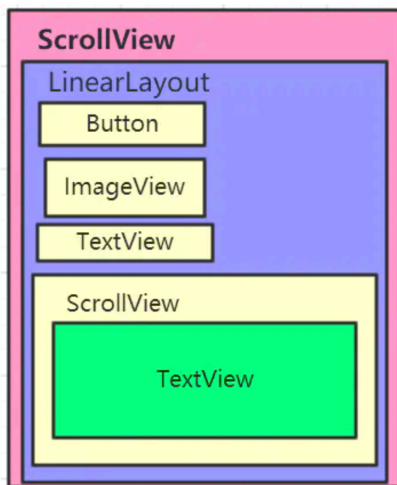 ScrollView
LinearLayout
Button
ImageView
TextView
ScrollView
TextView